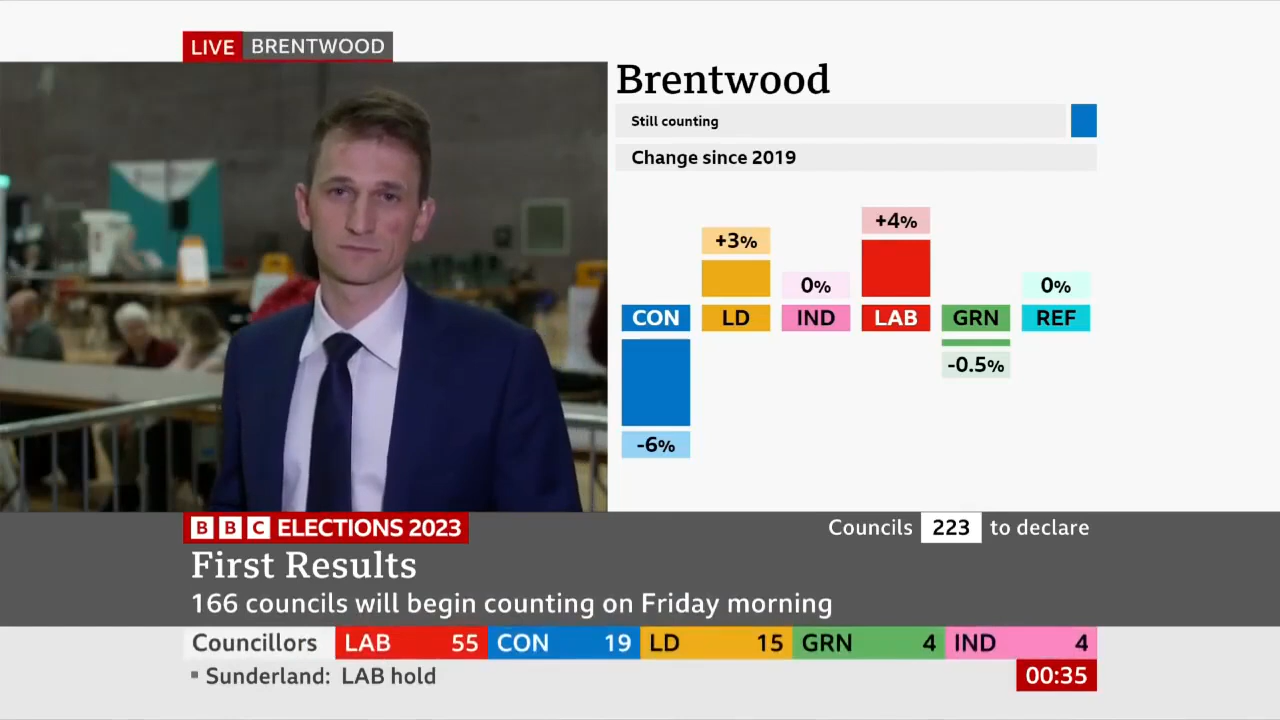 LIVE BRENTWOOD
Brentwood
Still counting
Change since 2019
+4%
+3%
0% 0%
CON LD IND LAB GRN REF
-0.5%
-6%
BBC ELECTIONS 2023
Councils 223 to declare
First Results
166 councils will begin counting on Friday morning
Councillors LAB 55 CON 19 LD 15 GRN 4 IND 4
Sunderland: LAB hold
00:35